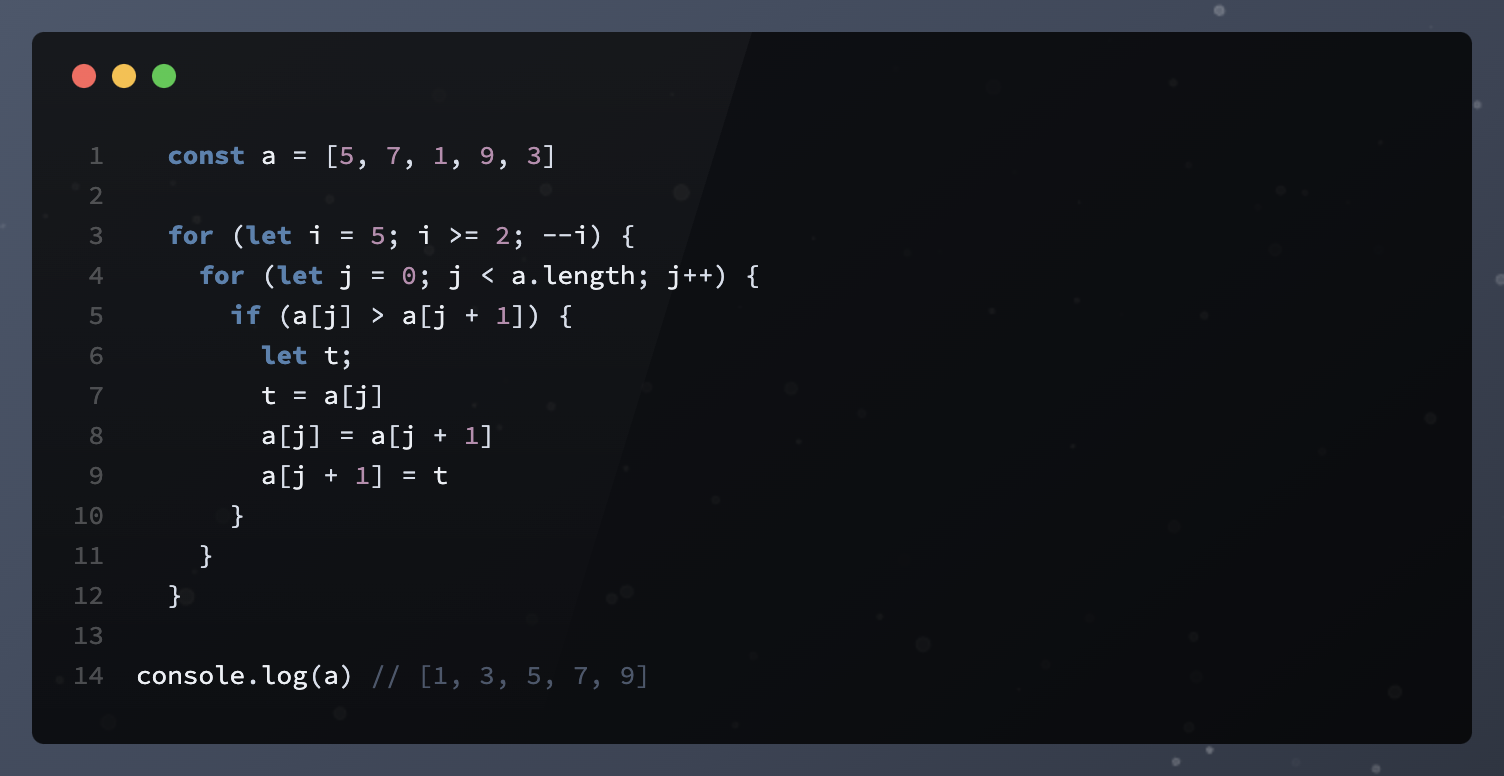 1 const a = [5, 7, 1, 9, 3]
2
3 for (let i = 5; i >= 2; --i) {
4 for (let j = 0; j < a.length; j++) {
5 if (a[j] > a[j + 1]) {
6 let t;
7 t = a[j]
8 a[j] = a[j + 1]
9 a[j + 1] = t
10 }
11 }
12 }
13
14 console.log(a) // [1, 3, 5, 7, 9]